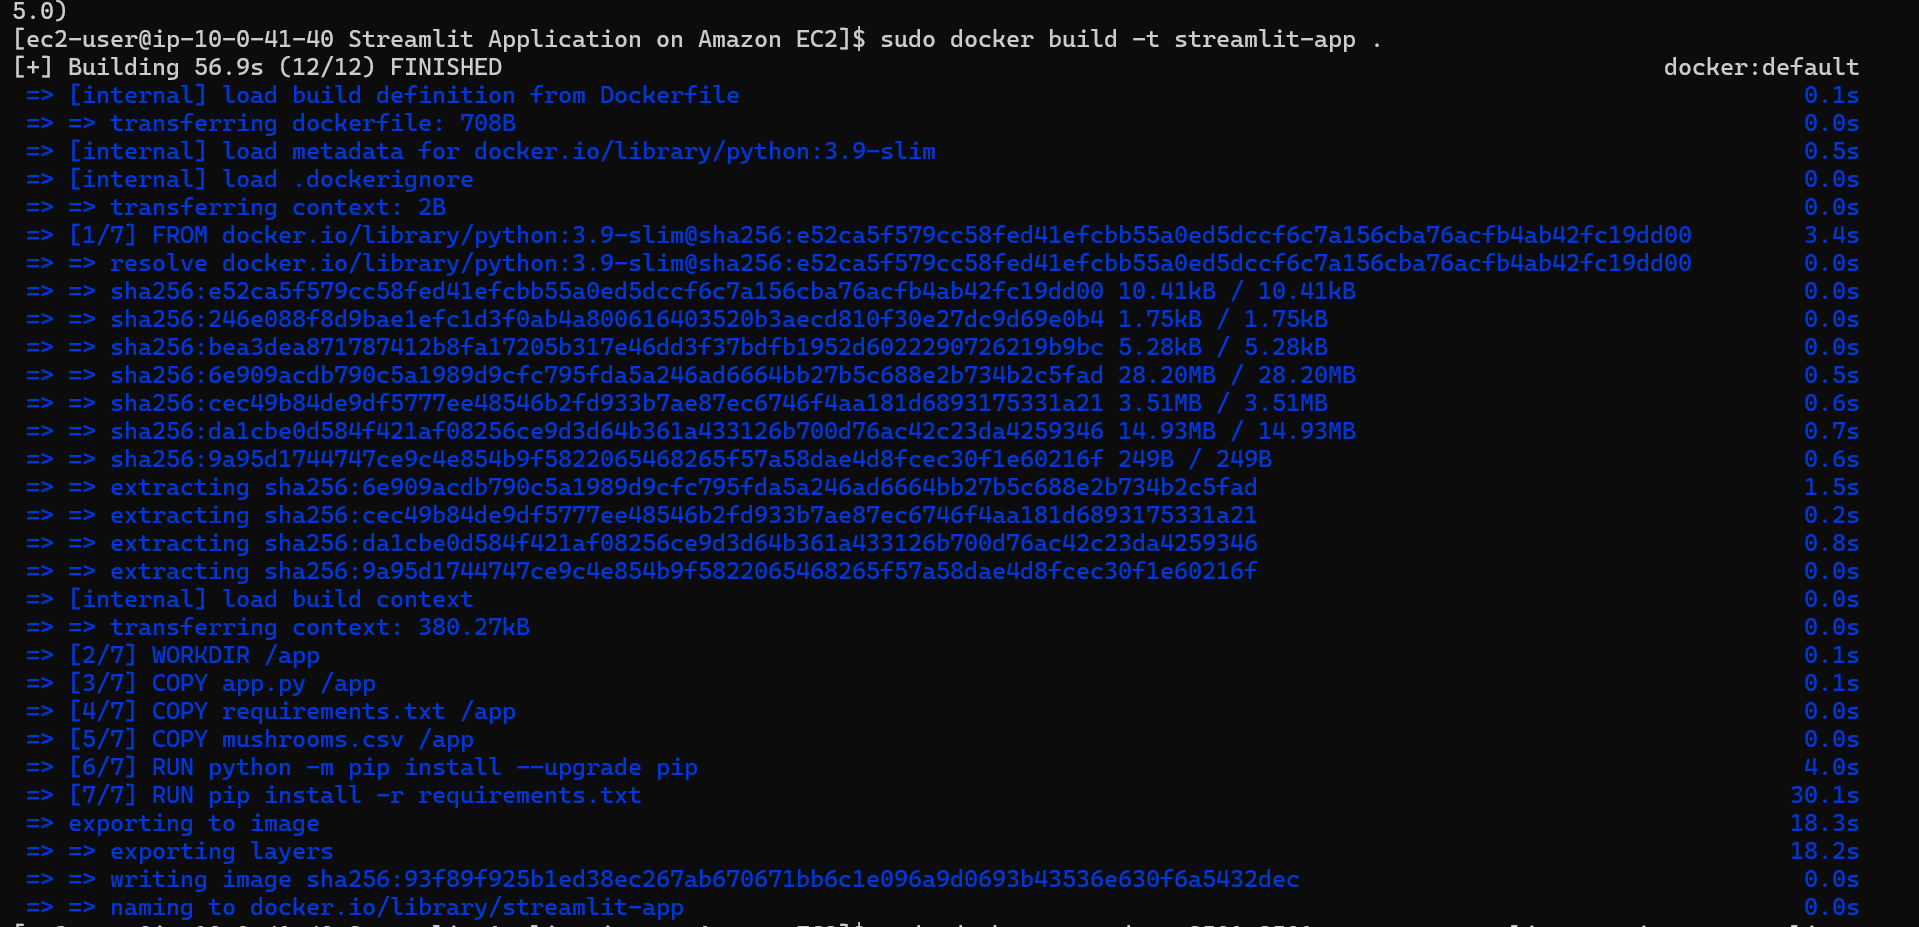 5.0)
[ec2-user@ip-10-0-41-40 Streamlit Application on Amazon EC2]$ sudo docker build -t streamlit-app .
[+] Building 56.9s (12/12) FINISHED docker:default
=> [internal] load build definition from Dockerfile 0.1s
=> => transferring dockerfile: 708B 0.0s
=> [internal] load metadata for docker.io/library/python:3.9-slim 0.5s
=> [internal] load .dockerignore 0.0s
=> => transferring context: 2B 0.0s
=> [1/7] FROM docker.io/library/python:3.9-slim@sha256:e52ca5f579cc58fed41efcbb55a0ed5dccf6c7a156cba76acfb4ab42fc19dd00 3.4s
=> => resolve docker.io/library/python:3.9-slim@sha256:e52ca5f579cc58fed41efcbb55a0ed5dccf6c7a156cba76acfb4ab42fc19dd00 0.0s
=> => sha256:e52ca5f579cc58fed41efcbb55a0ed5dccf6c7a156cba76acfb4ab42fc19dd00 10.41kB / 10.41kB 0.0s
=> => sha256:246e088f8d9bae1efc1d3f0ab4a800616403520b3aecd810f30e27dc9d69e0b4 1.75kB / 1.75kB 0.0s
=> => sha256:bea3dea871787412b8fa17205b317e46dd3f37bdfb1952d6022290726219b9bc 5.28kB / 5.28kB 0.0s
=> => sha256:6e909acdb790c5a1989d9cfc795fda5a246ad6664bb27b5c688e2b734b2c5fad 28.20MB / 28.20MB 0.5s
=> => sha256:cec49b84de9df5777ee48546b2fd933b7ae87ec6746f4aa181d6893175331a21 3.51MB / 3.51MB 0.6s
=> => sha256:da1cbe0d584f421af08256ce9d3d64b361a433126b700d76ac42c23da4259346 14.93MB / 14.93MB 0.7s
=> => sha256:9a95d1744747ce9c4e854b9f5822065468265f57a58dae4d8fcec30f1e60216f 249B / 249B 0.6s
=> => extracting sha256:6e909acdb790c5a1989d9cfc795fda5a246ad6664bb27b5c688e2b734b2c5fad 1.5s
=> => extracting sha256:cec49b84de9df5777ee48546b2fd933b7ae87ec6746f4aa181d6893175331a21 0.2s
=> => extracting sha256:da1cbe0d584f421af08256ce9d3d64b361a433126b700d76ac42c23da4259346 0.8s
=> => extracting sha256:9a95d1744747ce9c4e854b9f5822065468265f57a58dae4d8fcec30f1e60216f 0.0s
=> [internal] load build context 0.0s
=> => transferring context: 380.27kB 0.0s
=> [2/7] WORKDIR /app 0.1s
=> [3/7] COPY app.py /app 0.1s
=> [4/7] COPY requirements.txt /app 0.0s
=> [5/7] COPY mushrooms.csv /app 0.0s
=> [6/7] RUN python -m pip install --upgrade pip 4.0s
=> [7/7] RUN pip install -r requirements.txt 30.1s
=> exporting to image 18.3s
=> => exporting layers 18.2s
=> => writing image sha256:93f89f925b1ed38ec267ab670671bb6c1e096a9d0693b43536e630f6a5432dec 0.0s
=> => naming to docker.io/library/streamlit-app 0.0s